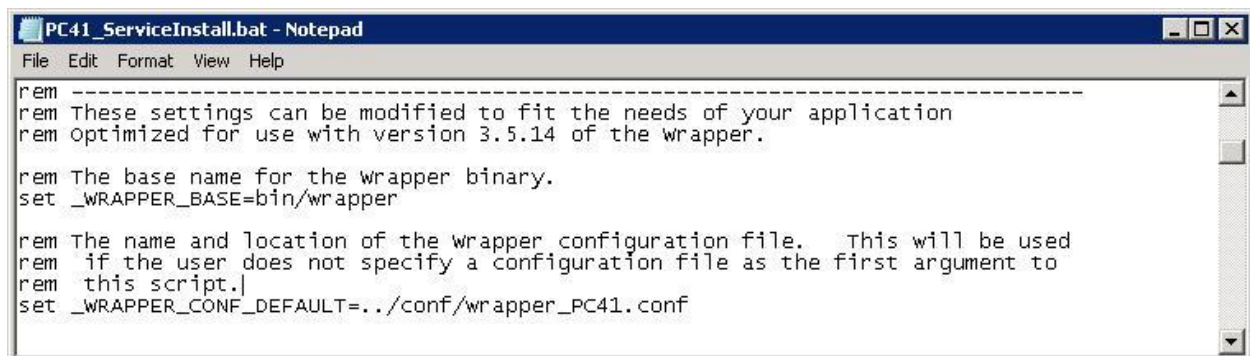 PC41_ServiceInstall.bat - Notepad
File Edit Format View Help
rem -----------------------------------------------------------------------------
rem These settings can be modified to fit the needs of your application
rem Optimized for use with version 3.5.14 of the Wrapper.
rem The base name for the Wrapper binary.
set _WRAPPER_BASE=bin/wrapper
rem The name and location of the Wrapper configuration file.   This will be used
rem  if the user does not specify a configuration file as the first argument to
rem  this script.
set _WRAPPER_CONF_DEFAULT=../conf/wrapper_PC41.conf